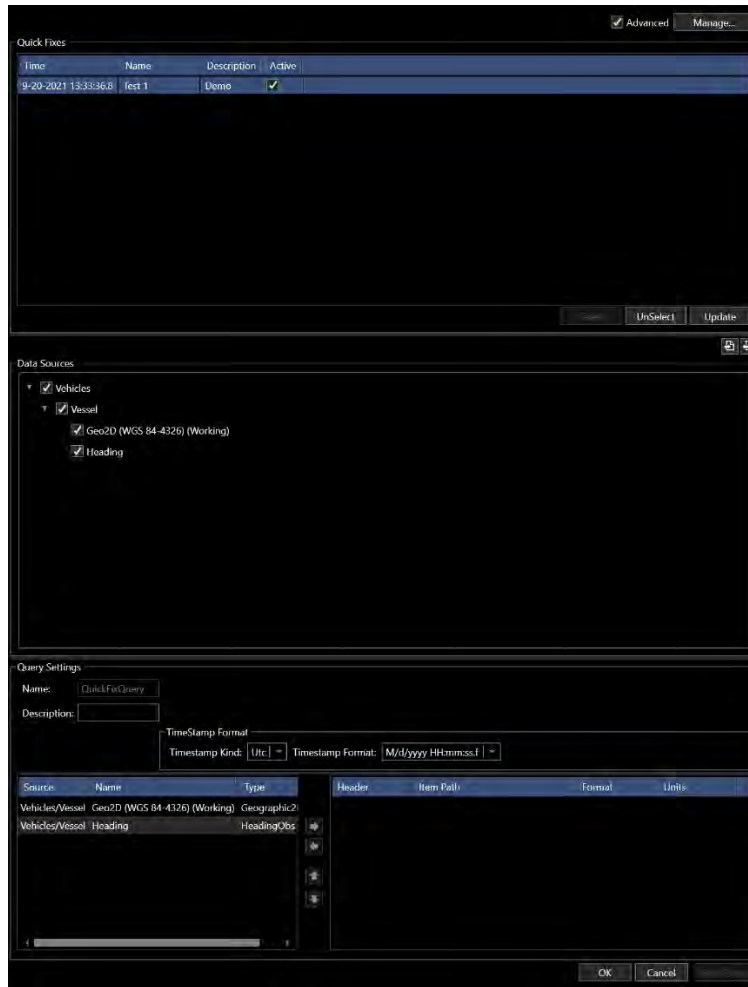 Advanced Manage...
Quick Fixes
Time Name Description Active
9-20-2021 13:33:36.8 Test 1 Demo
UnSelect Update
Data Sources
Vehicles
Vessel
Geo2D (WGS 84-4326) (Working)
Heading
Query Settings
Name: QuickFixQuery
Description:
TimeStamp Format
Timestamp Kind: Utc Timestamp Format: M/d/yyyy HH:mm:ss.f
Source Name Type Header Item Path Format Units
Vehicles/Vessel Geo2D (WGS 84-4326) (Working) Geographic2
Vehicles/Vessel Heading HeadingObs
OK Cancel